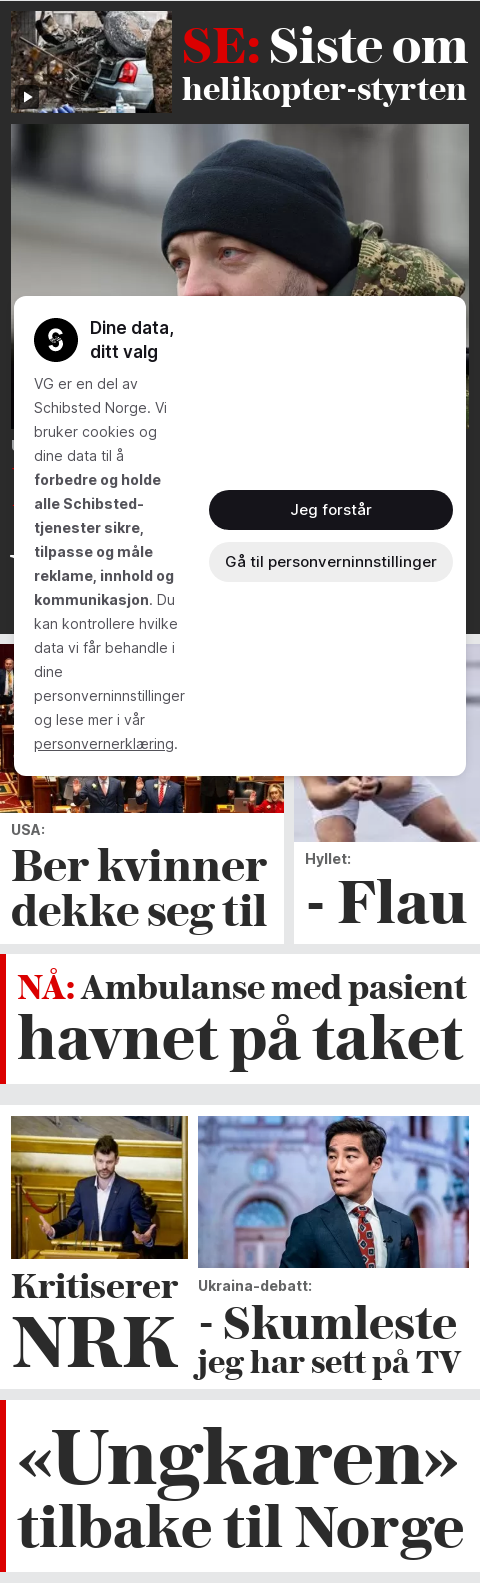 SE: Siste om
helikopter-styrten
Dine data,
ditt valg
VG er en del av
Schibsted Norge. Vi
bruker cookies og
dine data til å
forbedre og holde
alle Schibsted-
tjenester sikre,
tilpasse og måle
reklame, innhold og
kommunikasjon. Du
kan kontrollere hvilke
data vi får behandle i
dine
personverninnstillinger
og lese mer i vår
personvernerklæring.
Jeg forstår
Gå til personverninnstillinger
USA:
Ber kvinner
dekke seg til
Hyllet:
- Flau
NÅ: Ambulanse med pasient
havnet på taket
Kritiserer
NRK
Ukraina-debatt:
- Skumleste
jeg har sett på TV
«Ungkaren»
tilbake til Norge